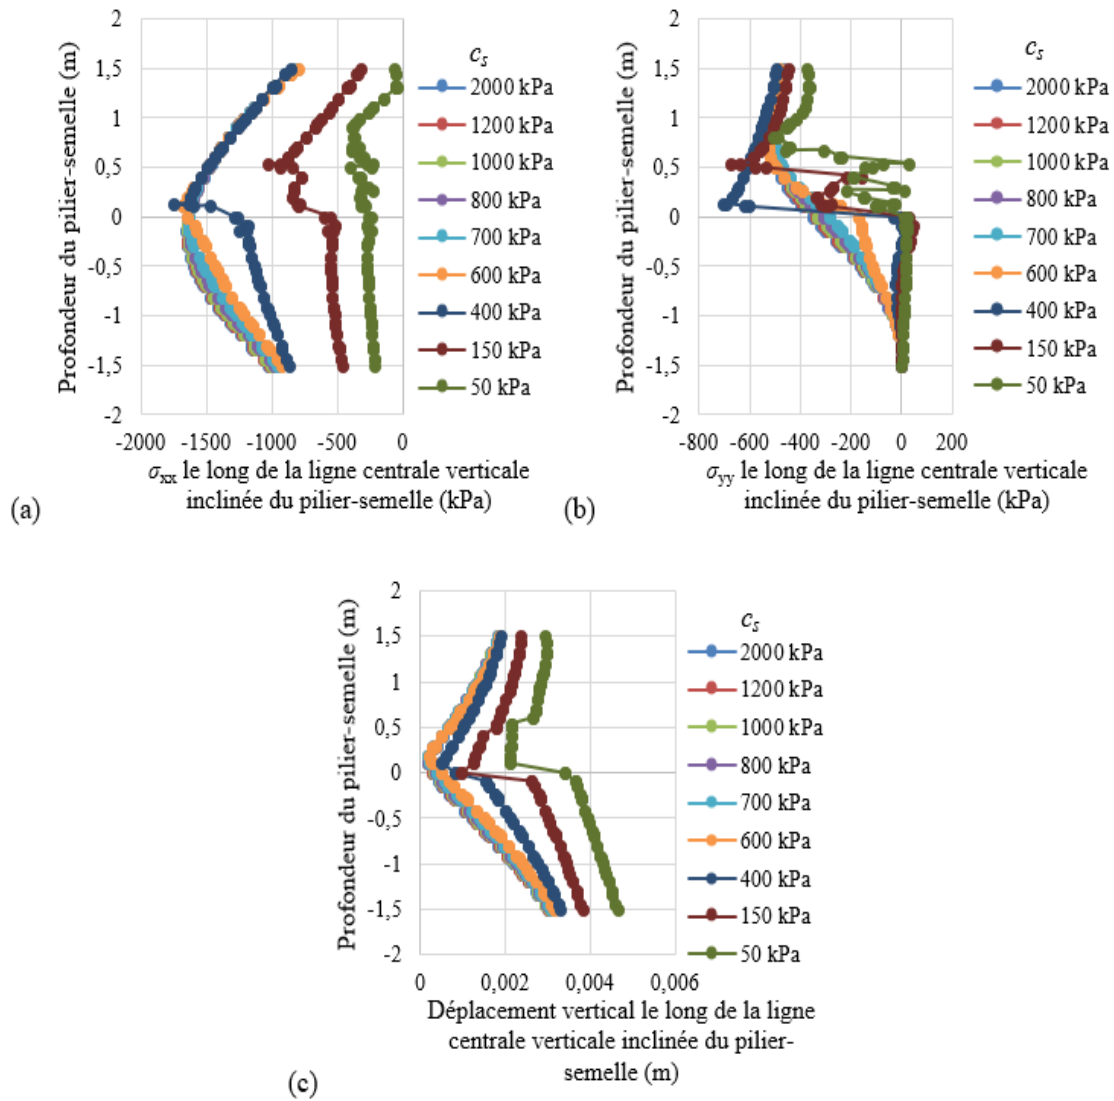 2
1,5
1
0,5
0
-0,5
-1
-1,5
-2
Profondeur du pilier-semelle (m)
-2000 -1500 -1000 -500 0
σxx le long de la ligne centrale verticale
inclinée du pilier-semelle (kPa)
cs
2000 kPa
1200 kPa
1000 kPa
800 kPa
700 kPa
600 kPa
400 kPa
150 kPa
50 kPa
(a)
2
1,5
1
0,5
0
-0,5
-1
-1,5
-2
Profondeur du pilier-semelle (m)
-800 -600 -400 -200 0 200
σyy le long de la ligne centrale verticale
inclinée du pilier-semelle (kPa)
cs
2000 kPa
1200 kPa
1000 kPa
800 kPa
700 kPa
600 kPa
400 kPa
150 kPa
50 kPa
(b)
2
1,5
1
0,5
0
-0,5
-1
-1,5
-2
Profondeur du pilier-semelle (m)
0 0,002 0,004 0,006
Déplacement vertical le long de la ligne
centrale verticale inclinée du pilier-
semelle (m)
cs
2000 kPa
1200 kPa
1000 kPa
800 kPa
700 kPa
600 kPa
400 kPa
150 kPa
50 kPa
(c)